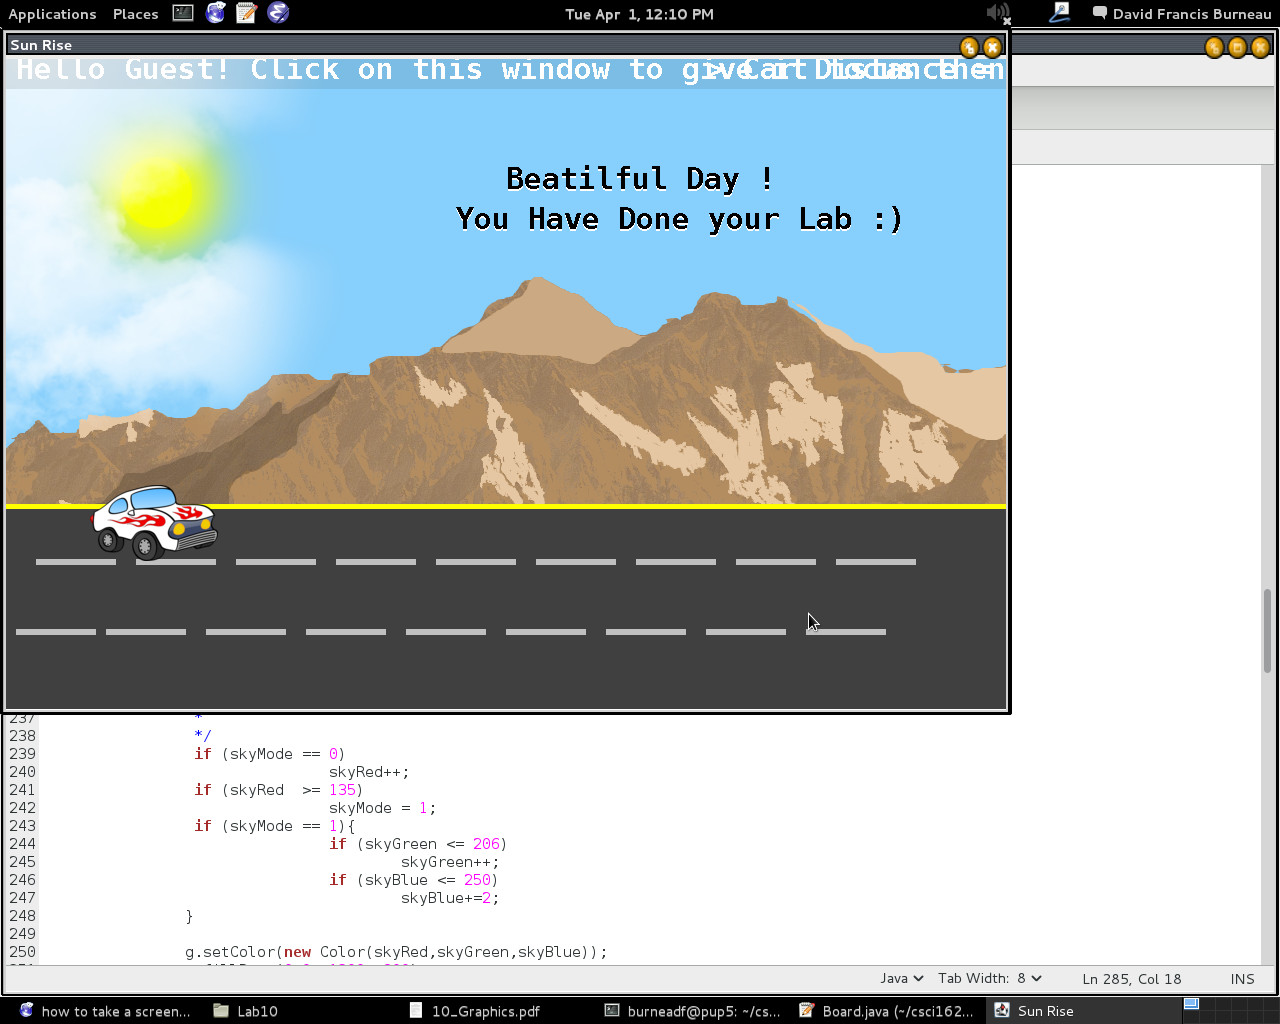 Applications Places Tue Apr 1, 12:10 PM David Francis Burneau
Sun Rise
Hello Guest! Click on this window to give it focus then
> Cart Distance =
Beatilful Day !
You Have Done your Lab :)
237 *
238 */
239 if (skyMode == 0)
240 skyRed++;
241 if (skyRed >= 135)
242 skyMode = 1;
243 if (skyMode == 1){
244 if (skyGreen <= 206)
245 skyGreen++;
246 if (skyBlue <= 250)
247 skyBlue+=2;
248 }
249
250 g.setColor(new Color(skyRed,skyGreen,skyBlue));
Java Tab Width: 8 Ln 285, Col 18 INS
how to take a screen... Lab10 10_Graphics.pdf burneadf@pup5: ~/cs... Board.java (~/csci162... Sun Rise